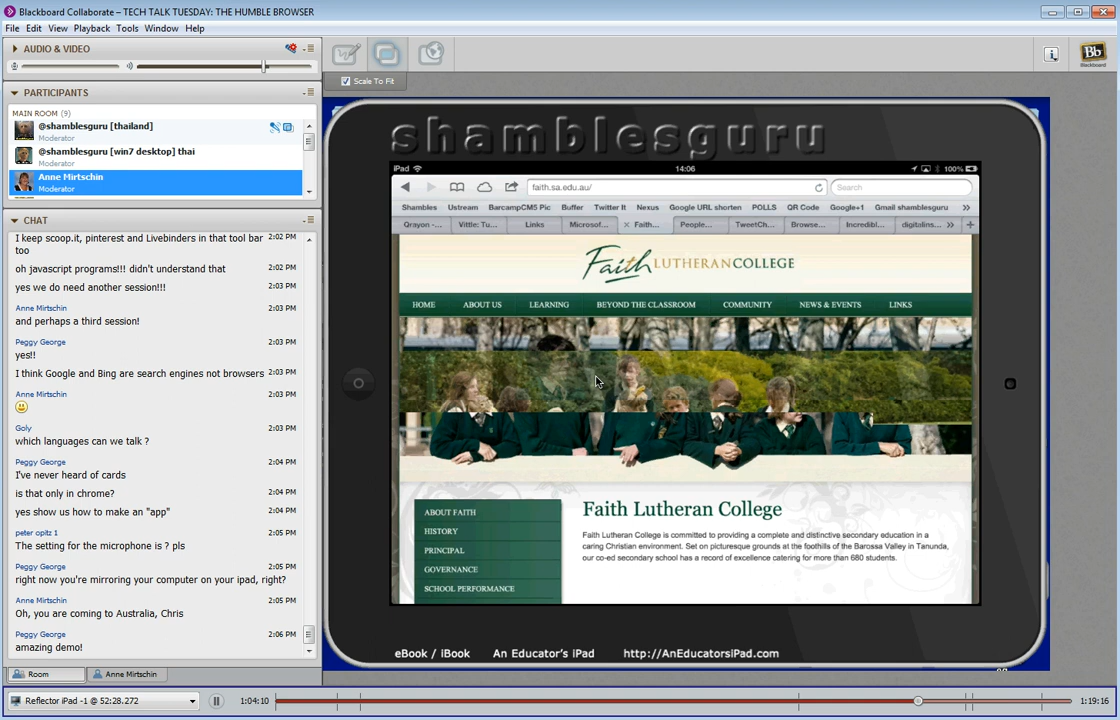 Blackboard Collaborate – TECH TALK TUESDAY: THE HUMBLE BROWSER
File Edit View Playback Tools Window Help
AUDIO & VIDEO
PARTICIPANTS
MAIN ROOM (9)
@shamblesguru [thailand]
Moderator
@shamblesguru [win7 desktop] thai
Moderator
Anne Mirtschin
Moderator
CHAT
I keep scoop.it, pinterest and Livebinders in that tool bar 2:02 PM
too
oh javascript programs!!! didn't understand that 2:03 PM
yes we do need another session!!! 2:03 PM
Anne Mirtschin
and perhaps a third session! 2:03 PM
Peggy George
yes!! 2:03 PM
I think Google and Bing are search engines not browsers 2:03 PM
Anne Mirtschin 2:03 PM
Goly
which languages can we talk ? 2:03 PM
Peggy George
I've never heard of cards 2:04 PM
is that only in chrome? 2:04 PM
yes show us how to make an "app" 2:04 PM
peter opitz 1
The setting for the microphone is ? pls 2:05 PM
Peggy George
right now you're mirroring your computer on your ipad, right? 2:05 PM
Anne Mirtschin
Oh, you are coming to Australia, Chris 2:05 PM
Peggy George
amazing demo! 2:06 PM
Room Anne Mirtschin
Reflector iPad -1 @ 52:28.272 1:04:10 1:19:16
Scale To Fit
Bb
Blackboard
shamblesguru
iPad 14:06 100%
faith.sa.edu.au/ Search
Shambles Ustream BarcampCM5 Pic Buffer Twitter It Nexus Google URL shorten POLLS QR Code Google+1 Gmail shamblesguru
Qrayon -... Vittle: Tu... Links Microsof... Faith... People... TweetCh... Browse... Incredibl... digitalins...
Faith LUTHERAN COLLEGE
HOME ABOUT US LEARNING BEYOND THE CLASSROOM COMMUNITY NEWS & EVENTS LINKS
ABOUT FAITH
HISTORY
PRINCIPAL
GOVERNANCE
SCHOOL PERFORMANCE
Faith Lutheran College
Faith Lutheran College is committed to providing a complete and distinctive secondary education in a
caring Christian environment. Set on picturesque grounds at the foothills of the Barossa Valley in Tanunda,
our co-ed secondary school has a record of excellence catering for more than 680 students.
eBook / iBook An Educator's iPad http://AnEducatorsiPad.com